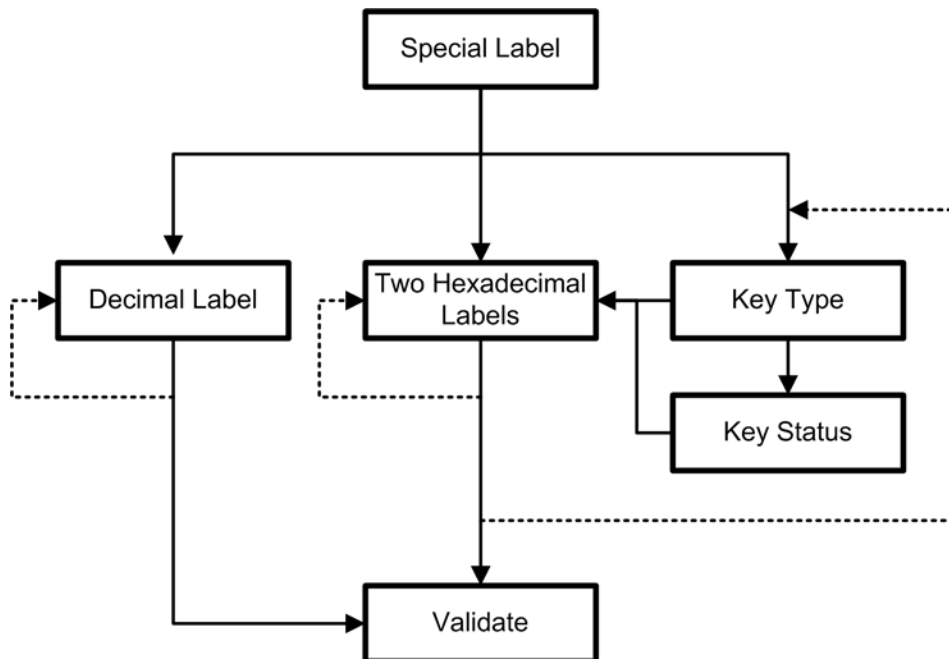 Special Label
Decimal Label
Two Hexadecimal
Labels
Key Type
Key Status
Validate